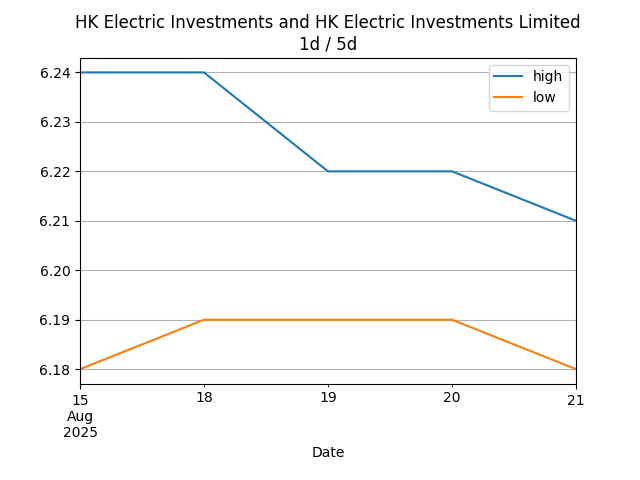 HK Electric Investments and HK Electric Investments Limited
1d / 5d
high
low
6.24
6.23
6.22
6.21
6.20
6.19
6.18
15 18 19 20 21
Aug
2025
Date